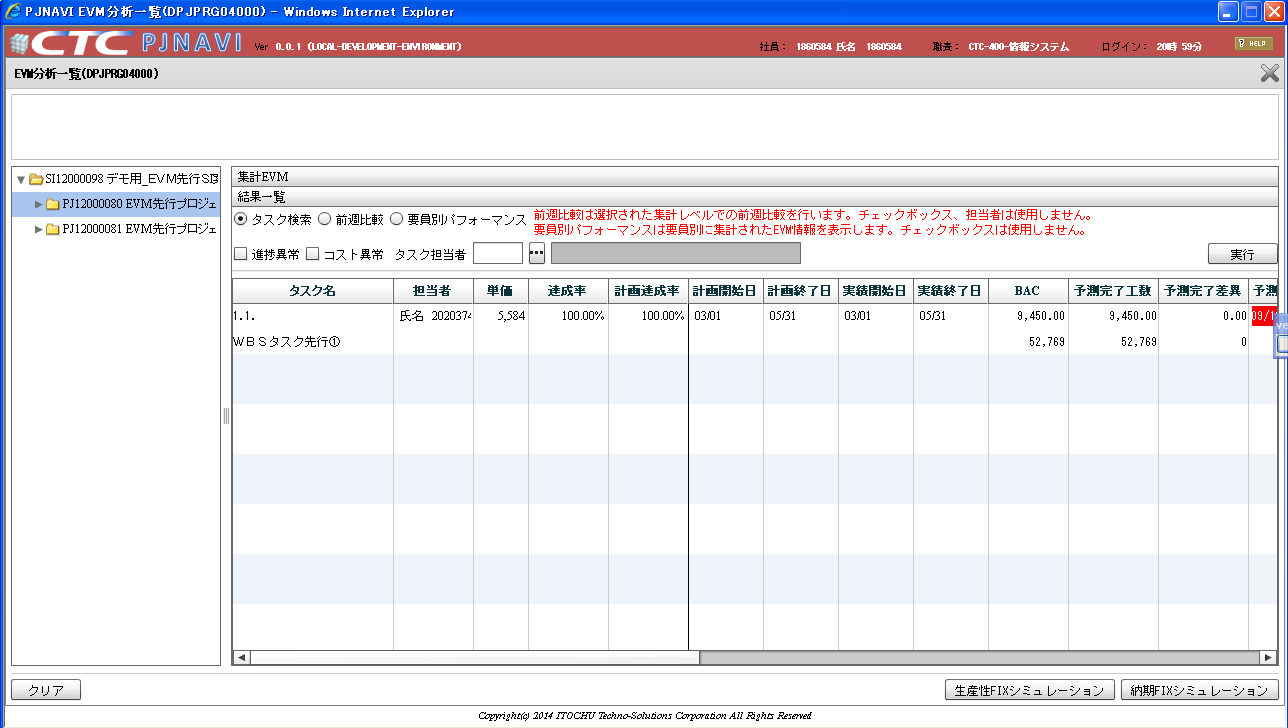 PJNAVI EVM分析一覧(DPJPRG04000) - Windows Internet Explorer
CTC PJNAVI Ver 0.0.1 (LOCAL-DEVELOPMENT-ENVIRONMENT) 社員： 1860584 氏名 1860584 職責： CTC-400-情報システム ログイン： 20時 59分 ? HELP
EVM分析一覧(DPJPRG04000)
SI12000098 デモ用_EVM先行SI
PJ12000080 EVM先行プロジェ
PJ12000081 EVM先行プロジェ
集計EVM
結果一覧
タスク検索 前週比較 要員別パフォーマンス
前週比較は選択された集計レベルでの前週比較を行います。チェックボックス、担当者は使用しません。
要員別パフォーマンスは要員別に集計されたEVM情報を表示します。チェックボックスは使用しません。
進捗異常 コスト異常 タスク担当者 ... 実行
タスク名 担当者 単価 達成率 計画達成率 計画開始日 計画終了日 実績開始日 実績終了日 BAC 予測完了工数 予測完了差異 予測
1.1. 氏名 2020374 5,584 100.00% 100.00% 03/01 05/31 03/01 05/31 9,450.00 9,450.00 0.00 09/1
ＷＢＳタスク先行① 52,769 52,769 0
クリア 生産性FIXシミュレーション 納期FIXシミュレーション
Copyright(c) 2014 ITOCHU Techno-Solutions Corporation All Rights Reserved